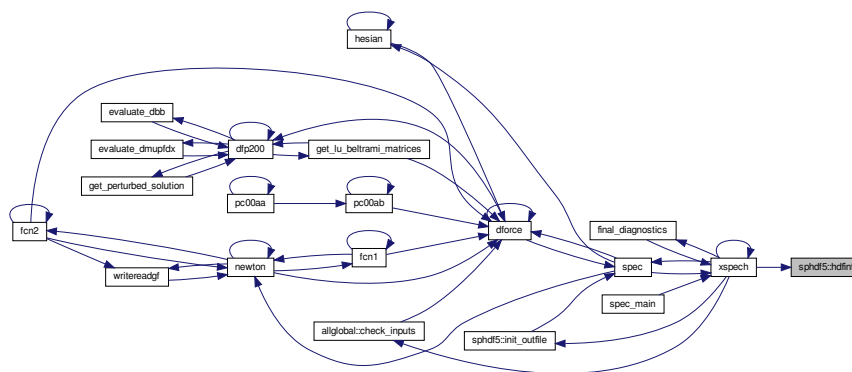 hesian
evaluate_dbb
evaluate_dmupfdx
dfp200
get_lu_beltrami_matrices
get_perturbed_solution
pc00aa
pc00ab
fcn2
final_diagnostics
dforce
fcn1
newton
spec
xspech
sphdf5::hdfint
writereadgf
spec_main
allglobal::check_inputs
sphdf5::init_outfile